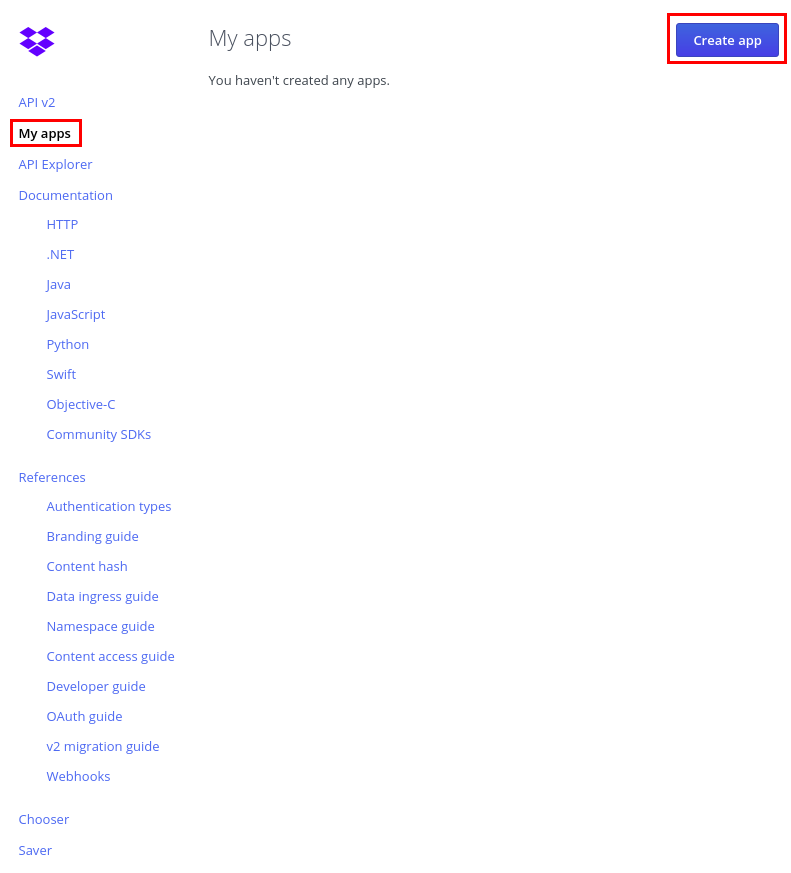 My apps
Create app
You haven't created any apps.
API v2
My apps
API Explorer
Documentation
HTTP
.NET
Java
JavaScript
Python
Swift
Objective-C
Community SDKs
References
Authentication types
Branding guide
Content hash
Data ingress guide
Namespace guide
Content access guide
Developer guide
OAuth guide
v2 migration guide
Webhooks
Chooser
Saver